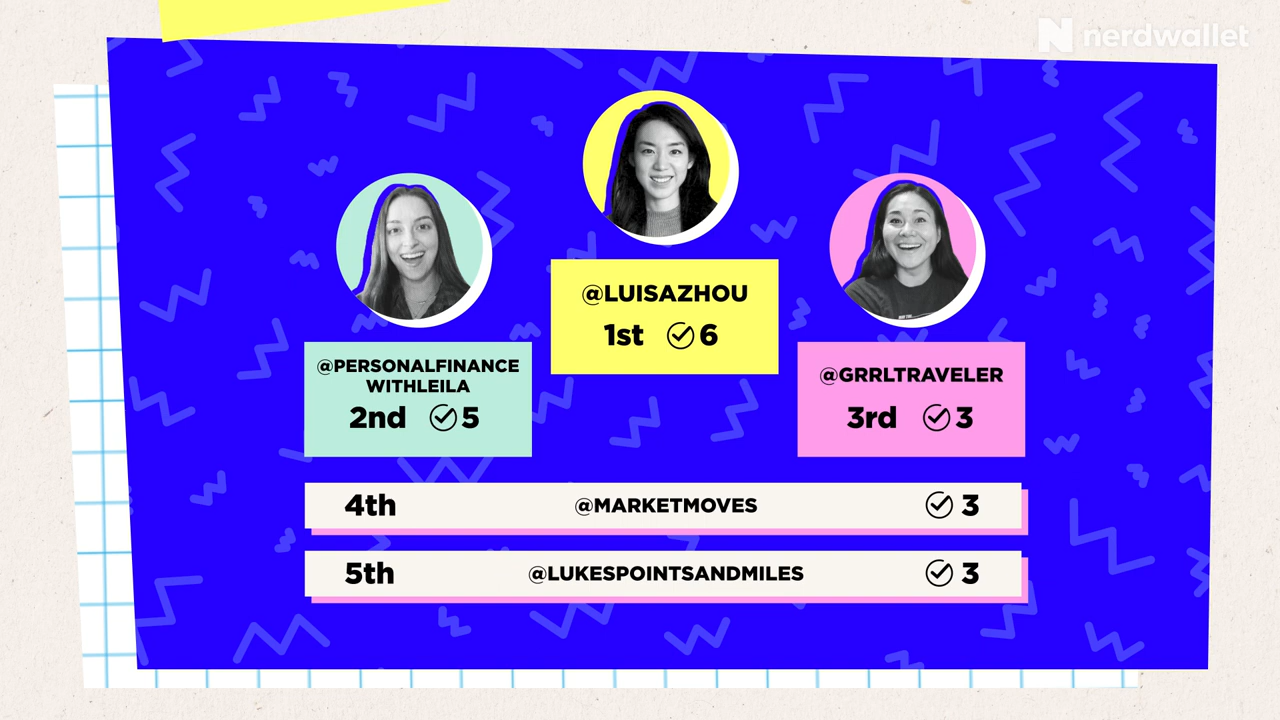 nerdwallet
@LUISAZHOU
1st 6
@PERSONALFINANCE
WITHLEILA
2nd 5
@GRRLTRAVELER
3rd 3
4th @MARKETMOVES 3
5th @LUKESPOINTSANDMILES 3